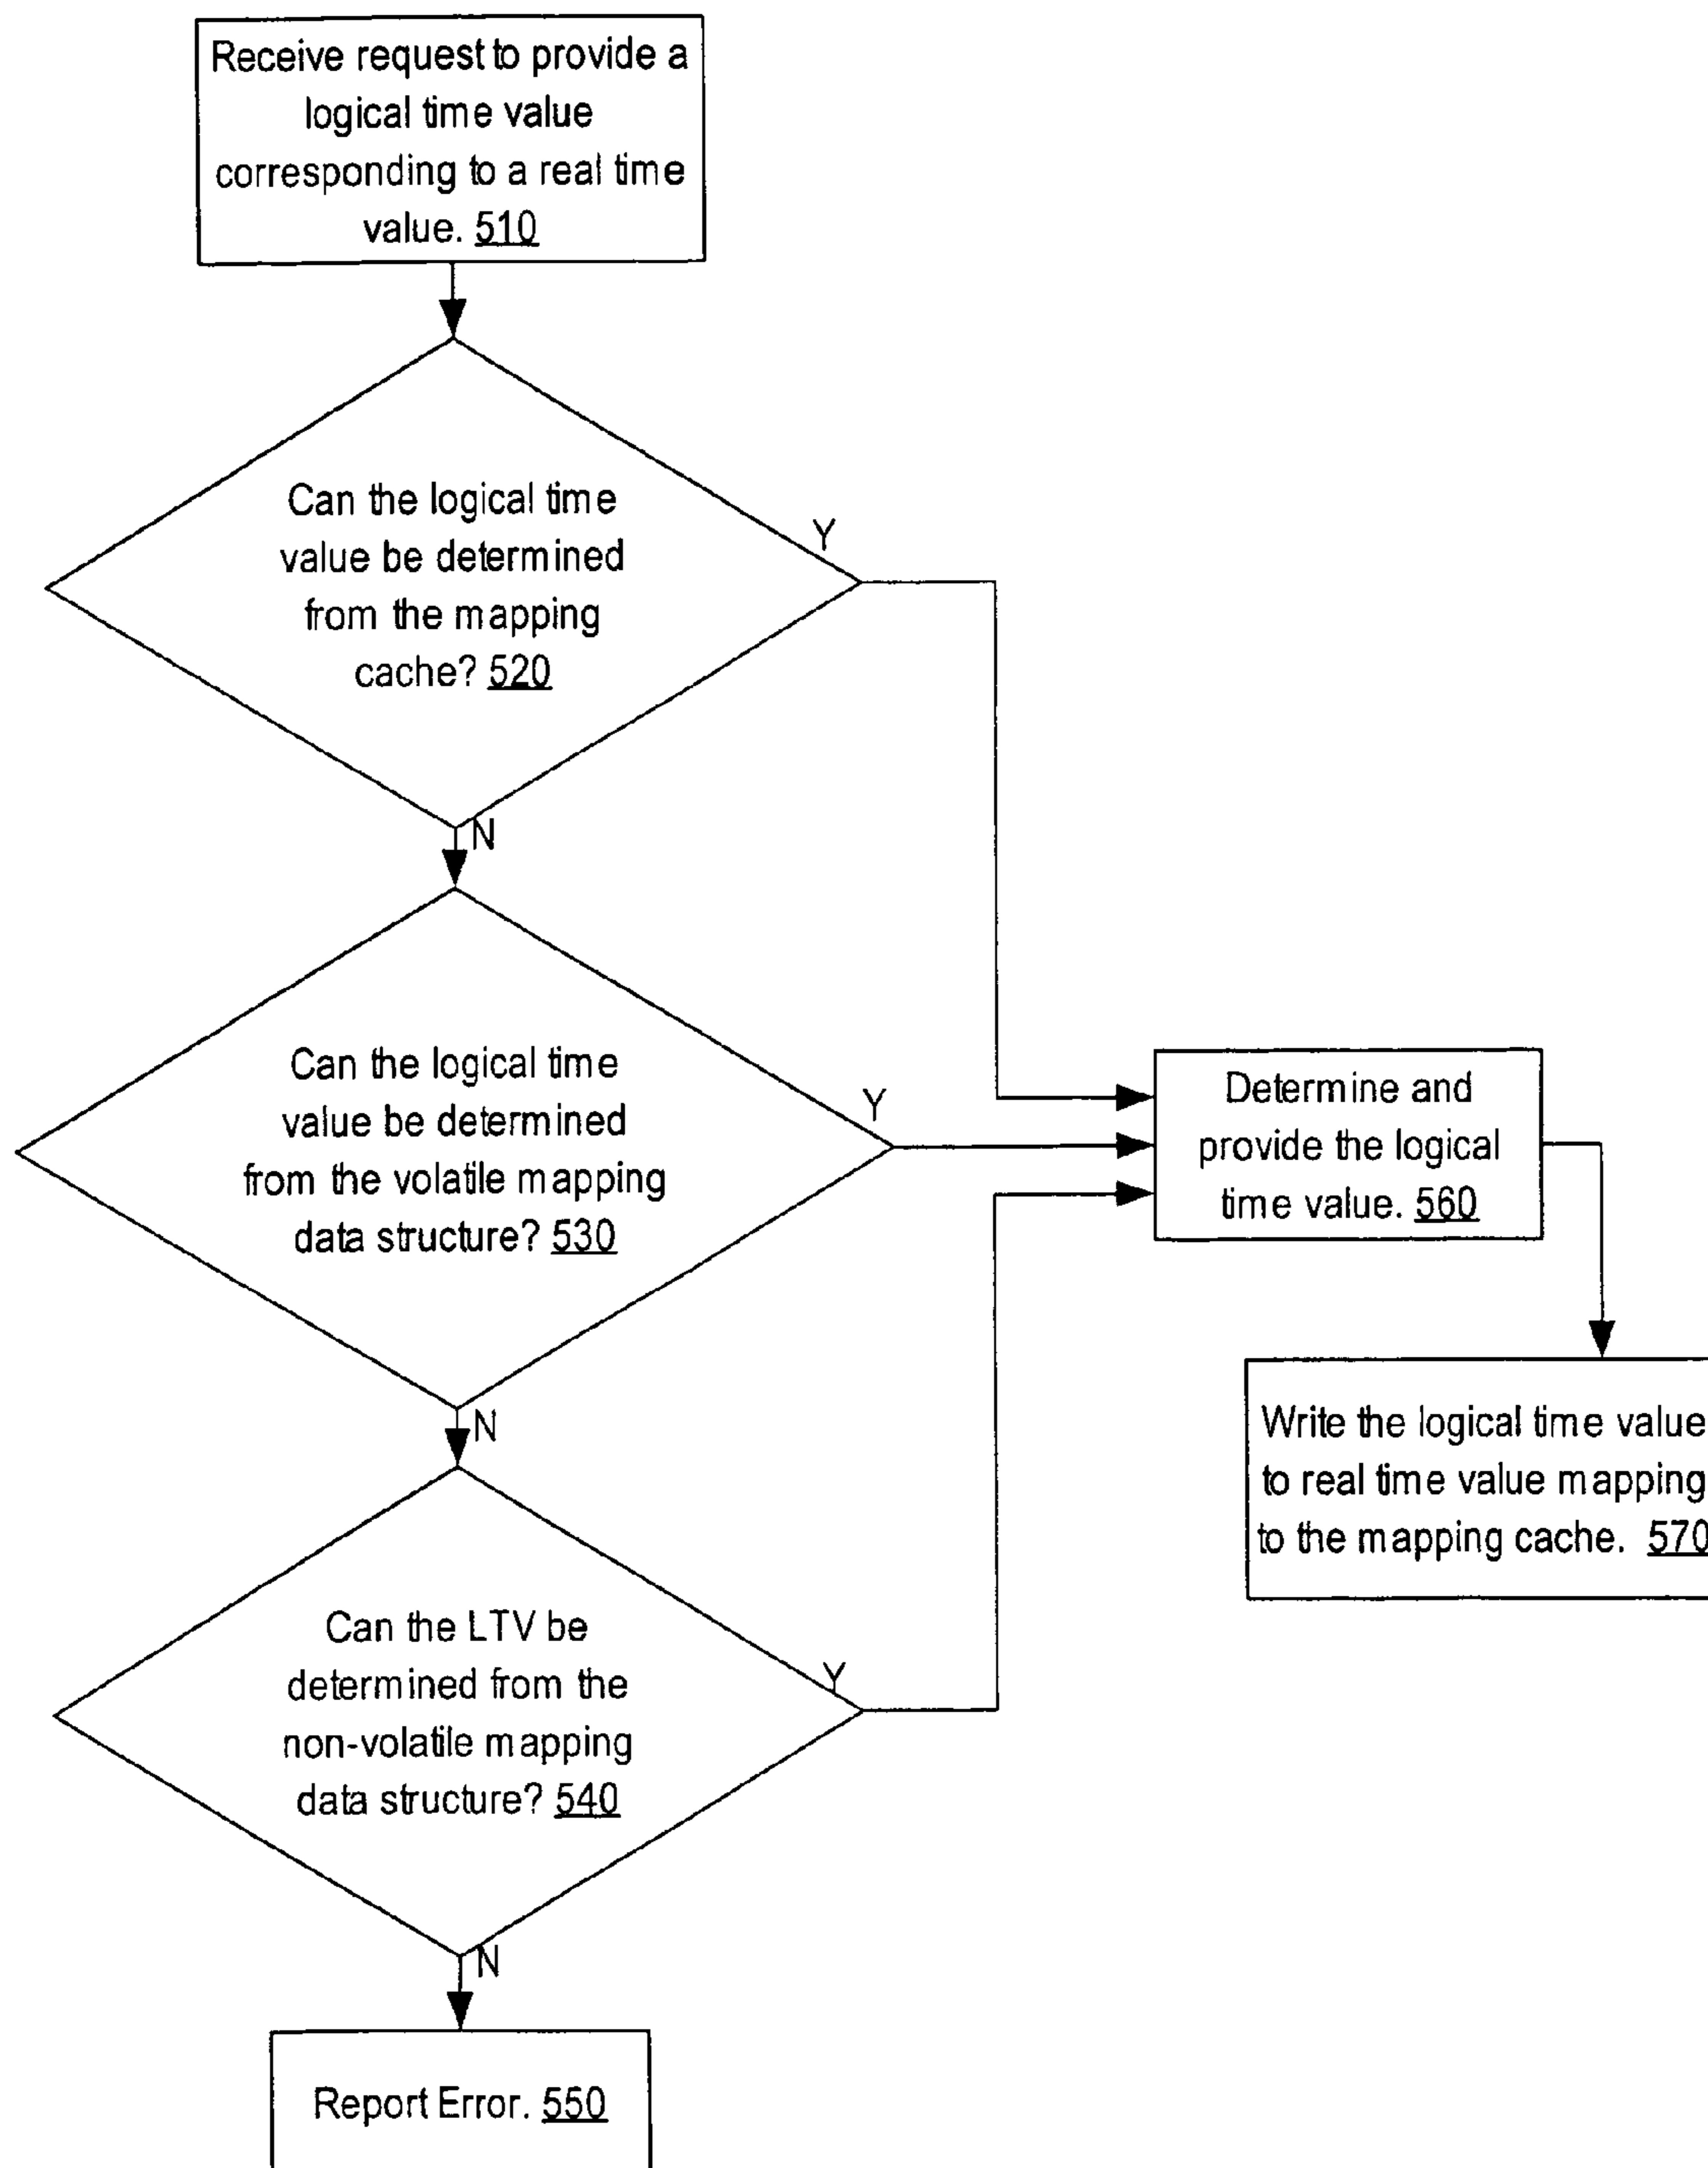 Receive request to provide a
logical time value
corresponding to a real time
value. 510
Can the logical time
value be determined
from the mapping
cache? 520
Y
N
Can the logical time
value be determined
from the volatile mapping
data structure? 530
Y
N
Determine and
provide the logical
time value. 560
Write the logical time value
to real time value mapping
to the mapping cache. 570
Can the LTV be
determined from the
non-volatile mapping
data structure? 540
Y
N
Report Error. 550